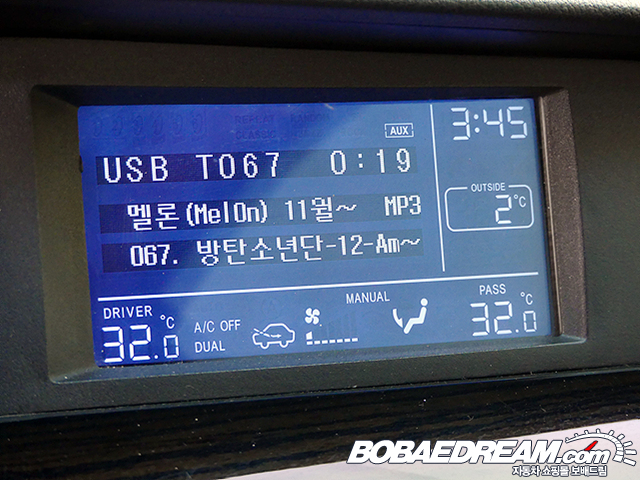 AUX
3:45
USB T067 0:19
OUTSIDE
2°C
멜론(MelOn) 11월~ MP3
067. 방탄소년단-12-Am~
MANUAL
DRIVER
32.0 °C
A/C OFF
DUAL
PASS
32.0 °C
BOBAEDREAM.com
자동차 쇼핑몰 보배드림